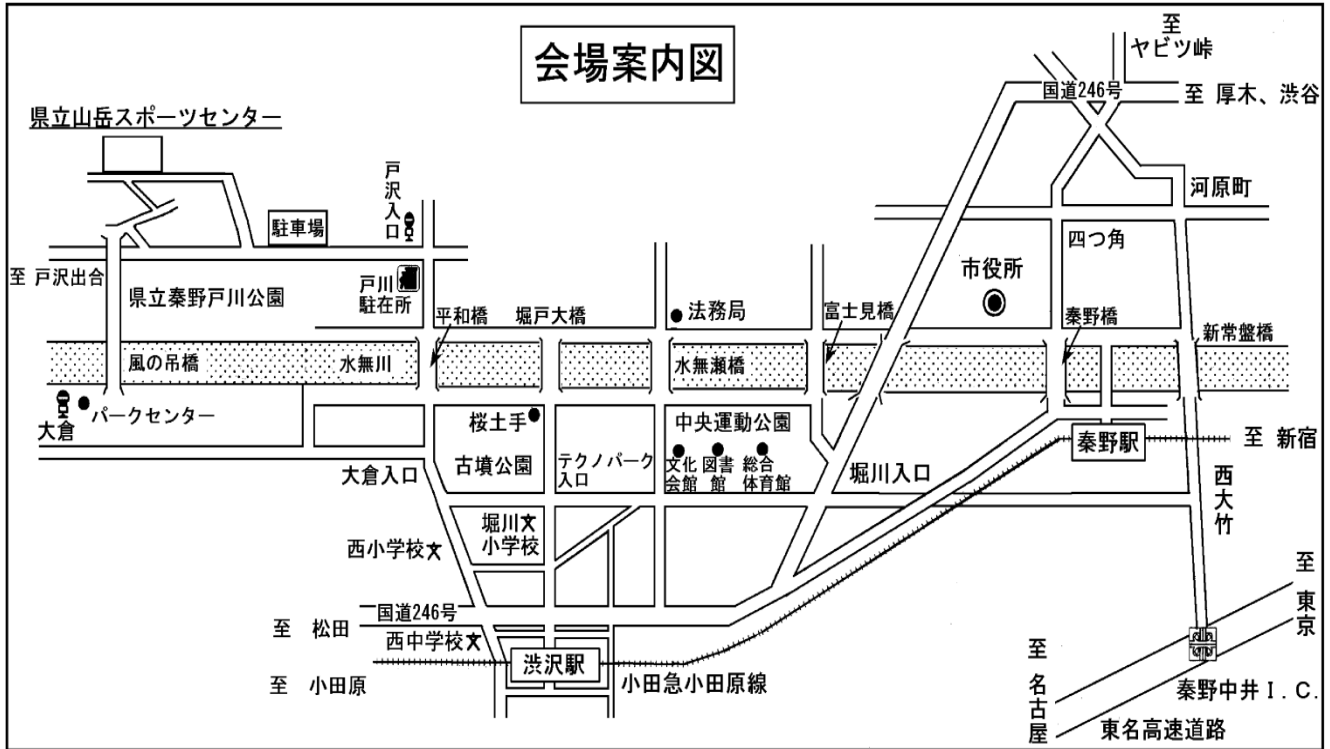 会場案内図
至
ヤビツ峠
国道246号
至 厚木、渋谷
県立山岳スポーツセンター
戸沢入口
駐車場
河原町
四つ角
至 戸沢出合
県立秦野戸川公園
戸川
駐在所
市役所
平和橋
堀戸大橋
法務局
富士見橋
秦野橋
新常盤橋
風の吊橋
水無川
水無瀬橋
パークセンター
大倉
桜土手
古墳公園
中央運動公園
テクノパーク
入口
文化
会館
図書
館
総合
体育館
大倉入口
堀川入口
秦野駅
至 新宿
西大竹
堀川文
小学校
西小学校文
国道246号
至 松田
西中学校文
渋沢駅
至 小田原
小田急小田原線
至 東京
至 名古屋
秦野中井I.C.
東名高速道路